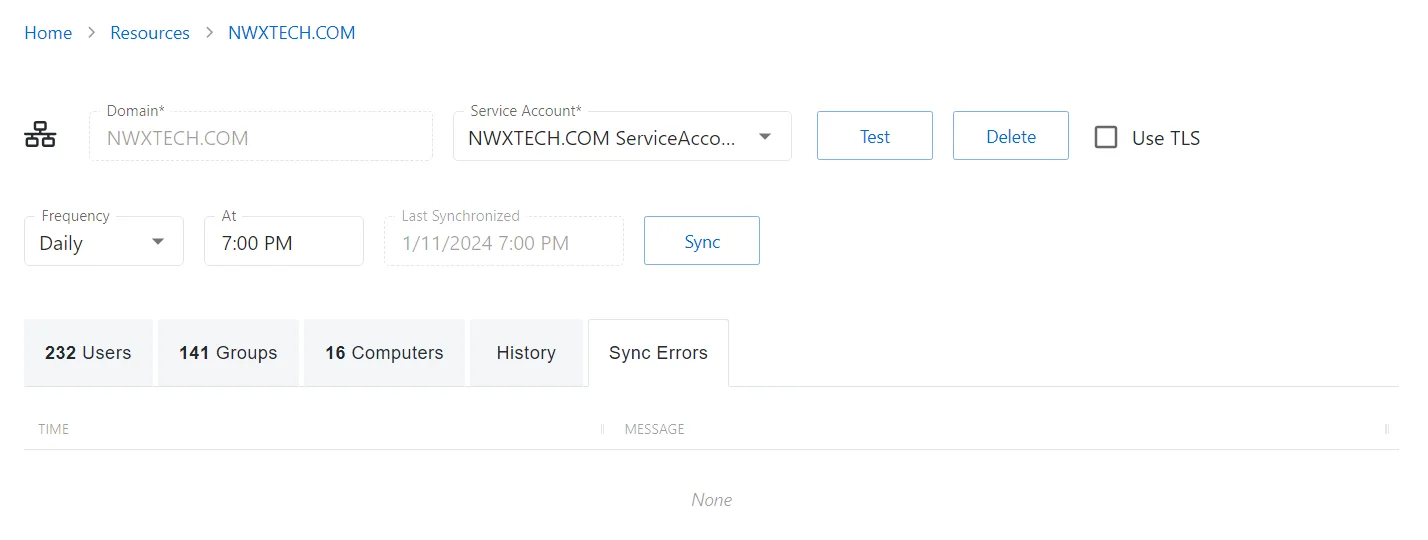 Home > Resources > NWXTECH.COM
Domain*
NWXTECH.COM
Service Account*
NWXTECH.COM ServiceAcco...
Test
Delete
Use TLS
Frequency
Daily
At
7:00 PM
Last Synchronized
1/11/2024 7:00 PM
Sync
232 Users
141 Groups
16 Computers
History
Sync Errors
TIME
MESSAGE
None